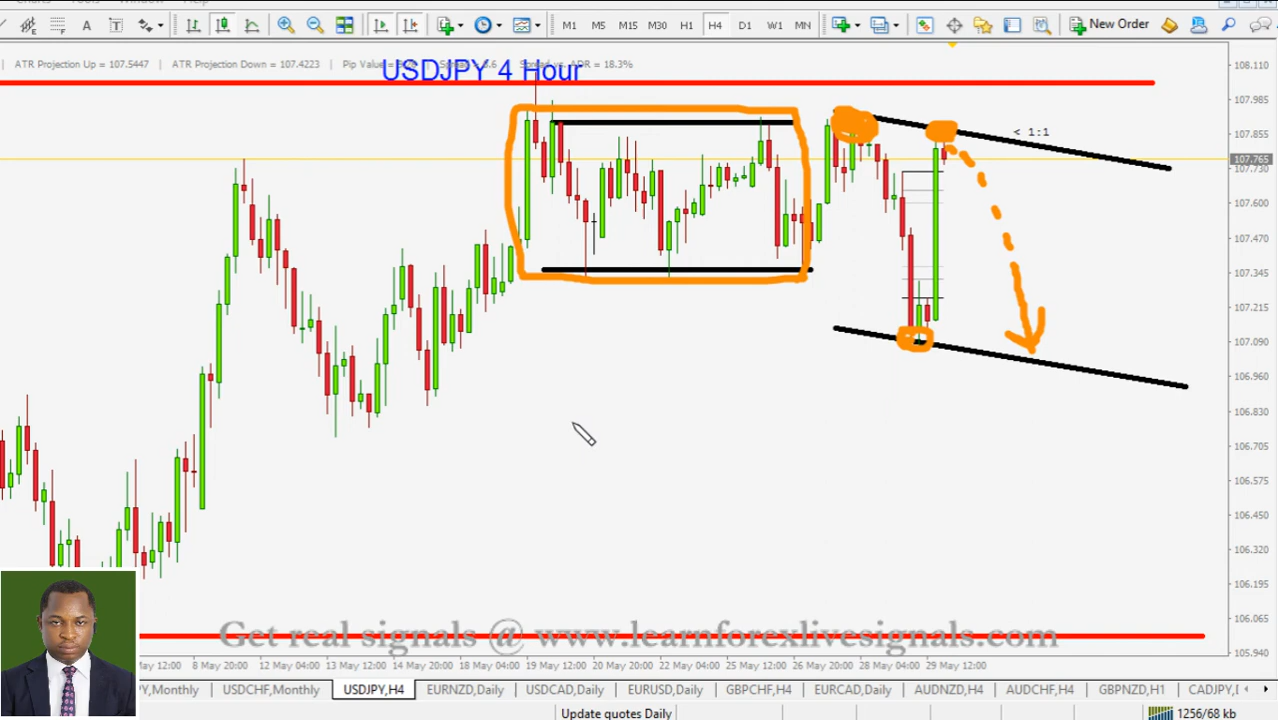 M1 M5 M15 M30 H1 H4 D1 W1 MN New Order
ATR Projection Up = 107.5447 ATR Projection Down = 107.4223 Pip Value = Spread vs. ADR = 18.3%
USDJPY 4 Hour
< 1:1
108.110
107.985
107.855
107.765
107.730
107.600
107.470
107.345
107.215
107.090
106.960
106.830
106.705
106.575
106.450
106.320
106.195
106.065
105.940
Get real signals @ www.learnforexlivesignals.com
12:00 8 May 20:00 12 May 04:00 13 May 12:00 14 May 20:00 18 May 04:00 19 May 12:00 20 May 20:00 22 May 04:00 25 May 12:00 26 May 20:00 28 May 04:00 29 May 12:00
Monthly USDCHF,Monthly USDJPY,H4 EURNZD,Daily USDCAD,Daily EURUSD,Daily GBPCHF,H4 EURCAD,Daily AUDNZD,H4 AUDCHF,H4 GBPNZD,H1 CADJPY
Update quotes Daily 1256/68 kb